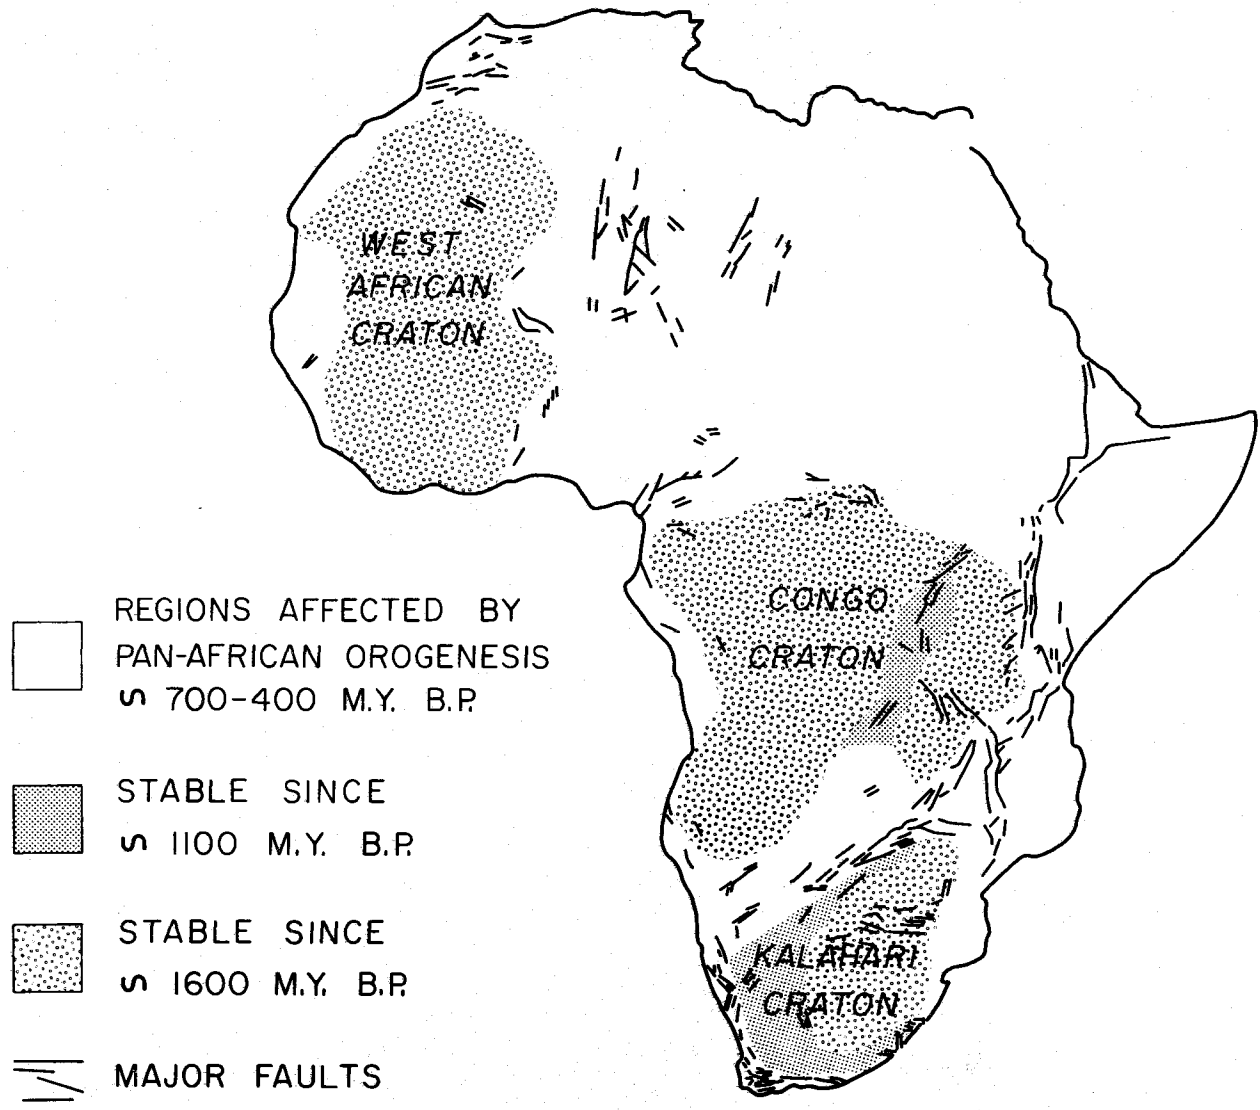 WEST
AFRICAN
CRATON
CONGO
CRATON
KALAHARI
CRATON
REGIONS AFFECTED BY
PAN-AFRICAN OROGENESIS
∽ 700-400 M.Y. B.P.
STABLE SINCE
∽ 1100 M.Y. B.P.
STABLE SINCE
∽ 1600 M.Y. B.P.
MAJOR FAULTS